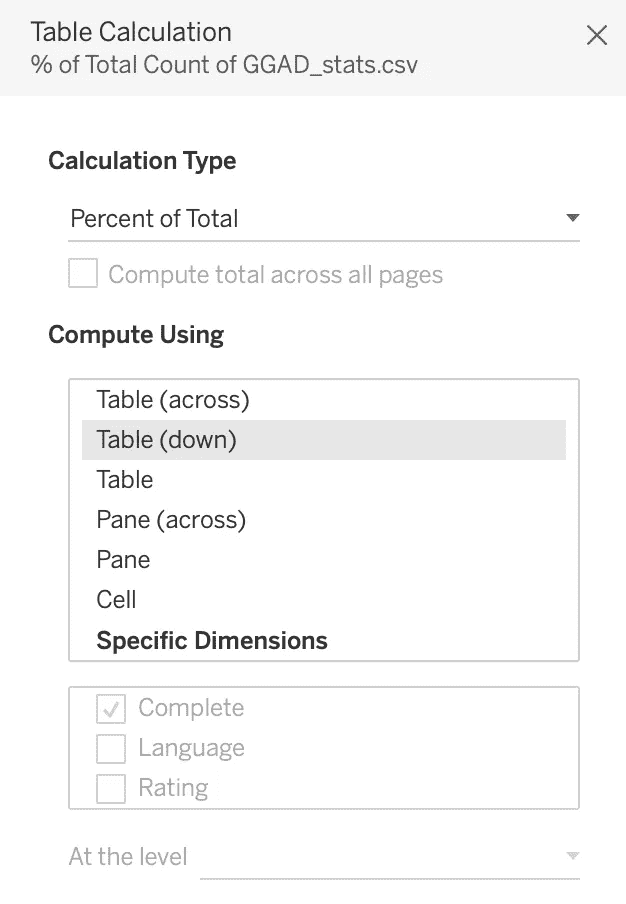 Table Calculation
% of Total Count of GGAD_stats.csv
Calculation Type
Percent of Total
Compute total across all pages
Compute Using
Table (across)
Table (down)
Table
Pane (across)
Pane
Cell
Specific Dimensions
Complete
Language
Rating
At the level